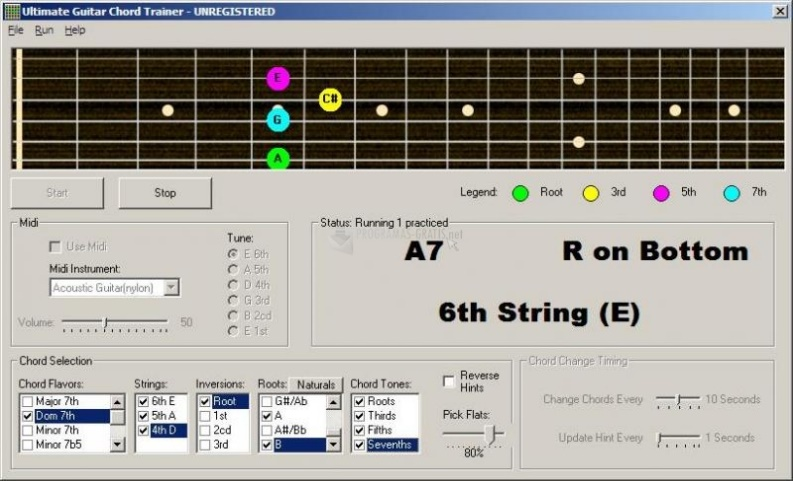 Ultimate Guitar Chord Trainer - UNREGISTERED
File Run Help
E
C#
G
A
Start
Stop
Legend: Root 3rd 5th 7th
Midi
Use Midi
Midi Instrument:
Acoustic Guitar(nylon)
Volume: 50
Tune:
E 6th
A 5th
D 4th
G 3rd
B 2cd
E 1st
Status: Running 1 practiced
PROGRAMAS-GRATIS.net
A7 R on Bottom
6th String (E)
Chord Selection
Chord Flavors:
Major 7th
Dom 7th
Minor 7th
Minor 7b5
Strings:
6th E
5th A
4th D
Inversions:
Root
1st
2cd
3rd
Roots: Naturals
G#/Ab
A
A#/Bb
B
Chord Tones:
Roots
Thirds
Fifths
Sevenths
Reverse
Hints
Pick Flats:
80%
Chord Change Timing
Change Chords Every 10 Seconds
Update Hint Every 1 Seconds